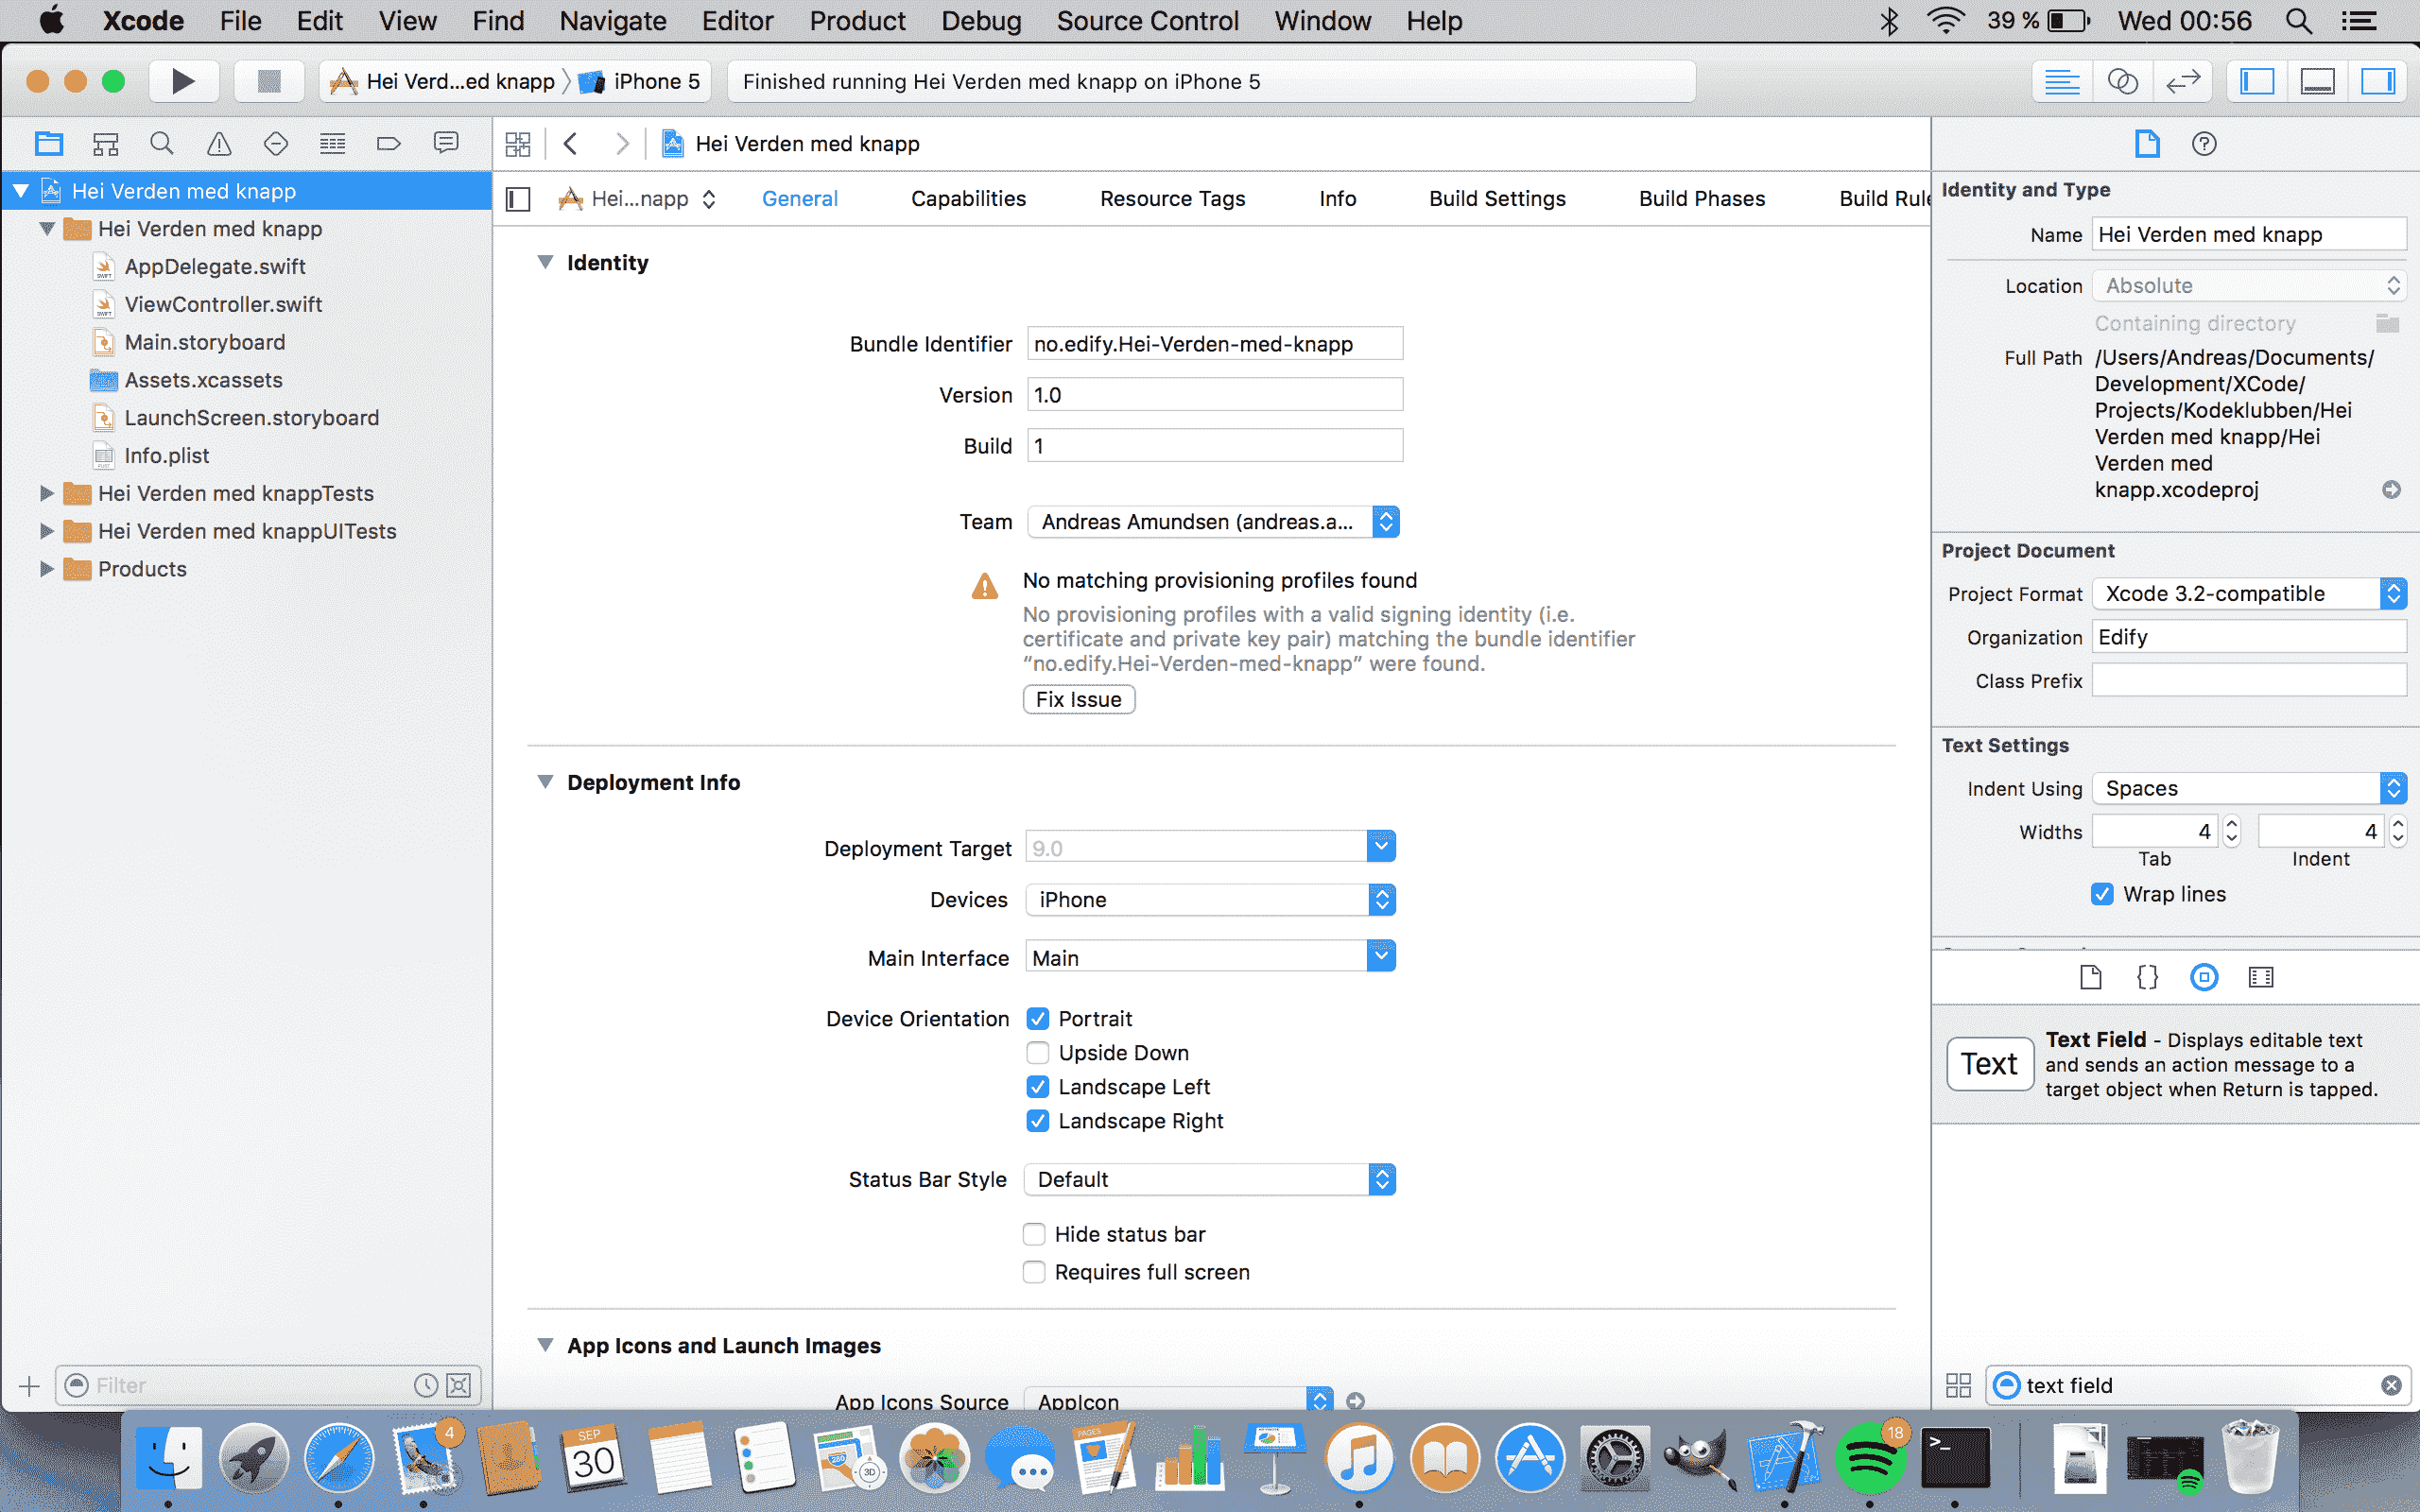 Xcode File Edit View Find Navigate Editor Product Debug Source Control Window Help 39 % Wed 00:56
Hei Verd...ed knapp iPhone 5 Finished running Hei Verden med knapp on iPhone 5
Hei Verden med knapp
Hei Verden med knapp
AppDelegate.swift
ViewController.swift
Main.storyboard
Assets.xcassets
LaunchScreen.storyboard
Info.plist
Hei Verden med knappTests
Hei Verden med knappUITests
Products
Filter
Hei Verden med knapp
Hei...napp General Capabilities Resource Tags Info Build Settings Build Phases Build Rule
Identity
Bundle Identifier no.edify.Hei-Verden-med-knapp
Version 1.0
Build 1
Team Andreas Amundsen (andreas.a...
No matching provisioning profiles found
No provisioning profiles with a valid signing identity (i.e.
certificate and private key pair) matching the bundle identifier
“no.edify.Hei-Verden-med-knapp” were found.
Fix Issue
Deployment Info
Deployment Target 9.0
Devices iPhone
Main Interface Main
Device Orientation Portrait
Upside Down
Landscape Left
Landscape Right
Status Bar Style Default
Hide status bar
Requires full screen
App Icons and Launch Images
App Icons Source AppIcon
Identity and Type
Name Hei Verden med knapp
Location Absolute
Containing directory
Full Path /Users/Andreas/Documents/
Development/XCode/
Projects/Kodeklubben/Hei
Verden med knapp/Hei
Verden med
knapp.xcodeproj
Project Document
Project Format Xcode 3.2-compatible
Organization Edify
Class Prefix
Text Settings
Indent Using Spaces
Widths 4 4
Tab Indent
Wrap lines
Text
Text Field - Displays editable text
and sends an action message to a
target object when Return is tapped.
text field
4
SEP
30
280
3D
PAGES
18
>_